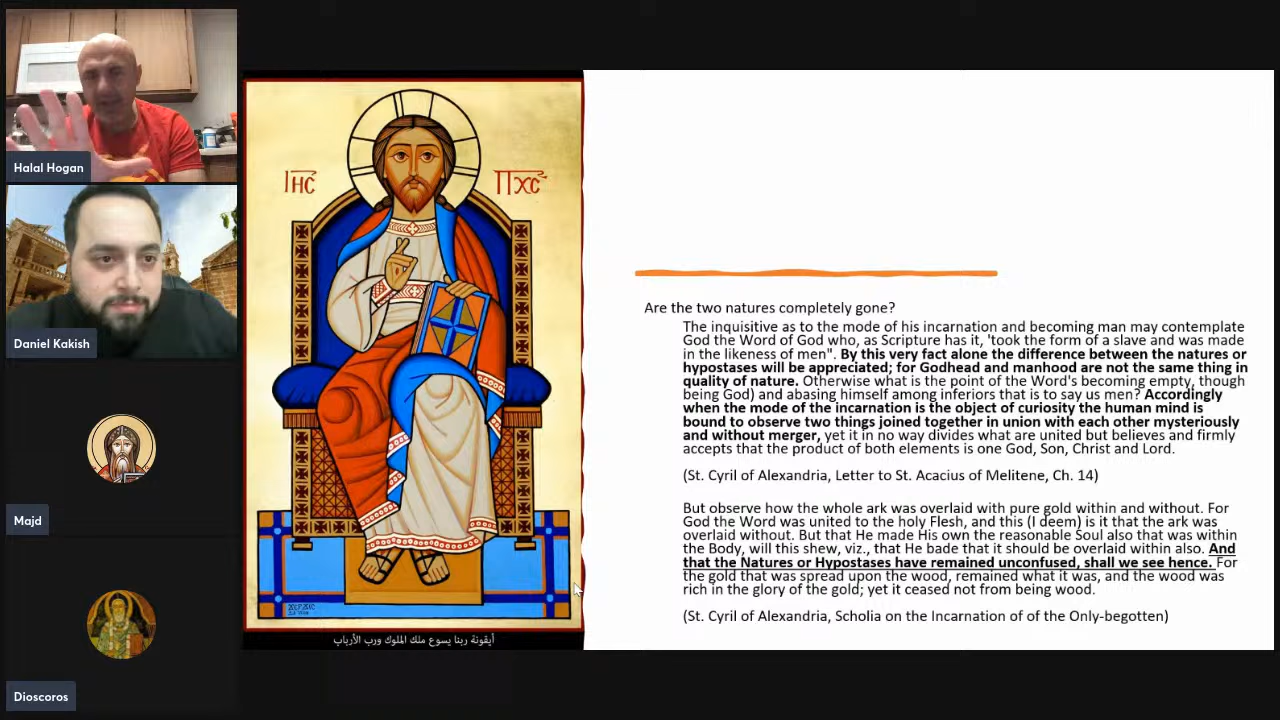 Halal Hogan
Daniel Kakish
Majd
Dioscoros
ⲒⲎⲤ
ⲠⲬⲤ
أيقونة ربنا يسوع ملك الملوك ورب الأرباب
Are the two natures completely gone?
The inquisitive as to the mode of his incarnation and becoming man may contemplate
God the Word of God who, as Scripture has it, 'took the form of a slave and was made
in the likeness of men". By this very fact alone the difference between the natures or
hypostases will be appreciated; for Godhead and manhood are not the same thing in
quality of nature. Otherwise what is the point of the Word's becoming empty, though
being God) and abasing himself among inferiors that is to say us men? Accordingly
when the mode of the incarnation is the object of curiosity the human mind is
bound to observe two things joined together in union with each other mysteriously
and without merger, yet it in no way divides what are united but believes and firmly
accepts that the product of both elements is one God, Son, Christ and Lord.
(St. Cyril of Alexandria, Letter to St. Acacius of Melitene, Ch. 14)
But observe how the whole ark was overlaid with pure gold within and without. For
God the Word was united to the holy Flesh, and this (I deem) is it that the ark was
overlaid without. But that He made His own the reasonable Soul also that was within
the Body, will this shew, viz., that He bade that it should be overlaid within also. And
that the Natures or Hypostases have remained unconfused, shall we see hence. For
the gold that was spread upon the wood, remained what it was, and the wood was
rich in the glory of the gold; yet it ceased not from being wood.
(St. Cyril of Alexandria, Scholia on the Incarnation of of the Only-begotten)